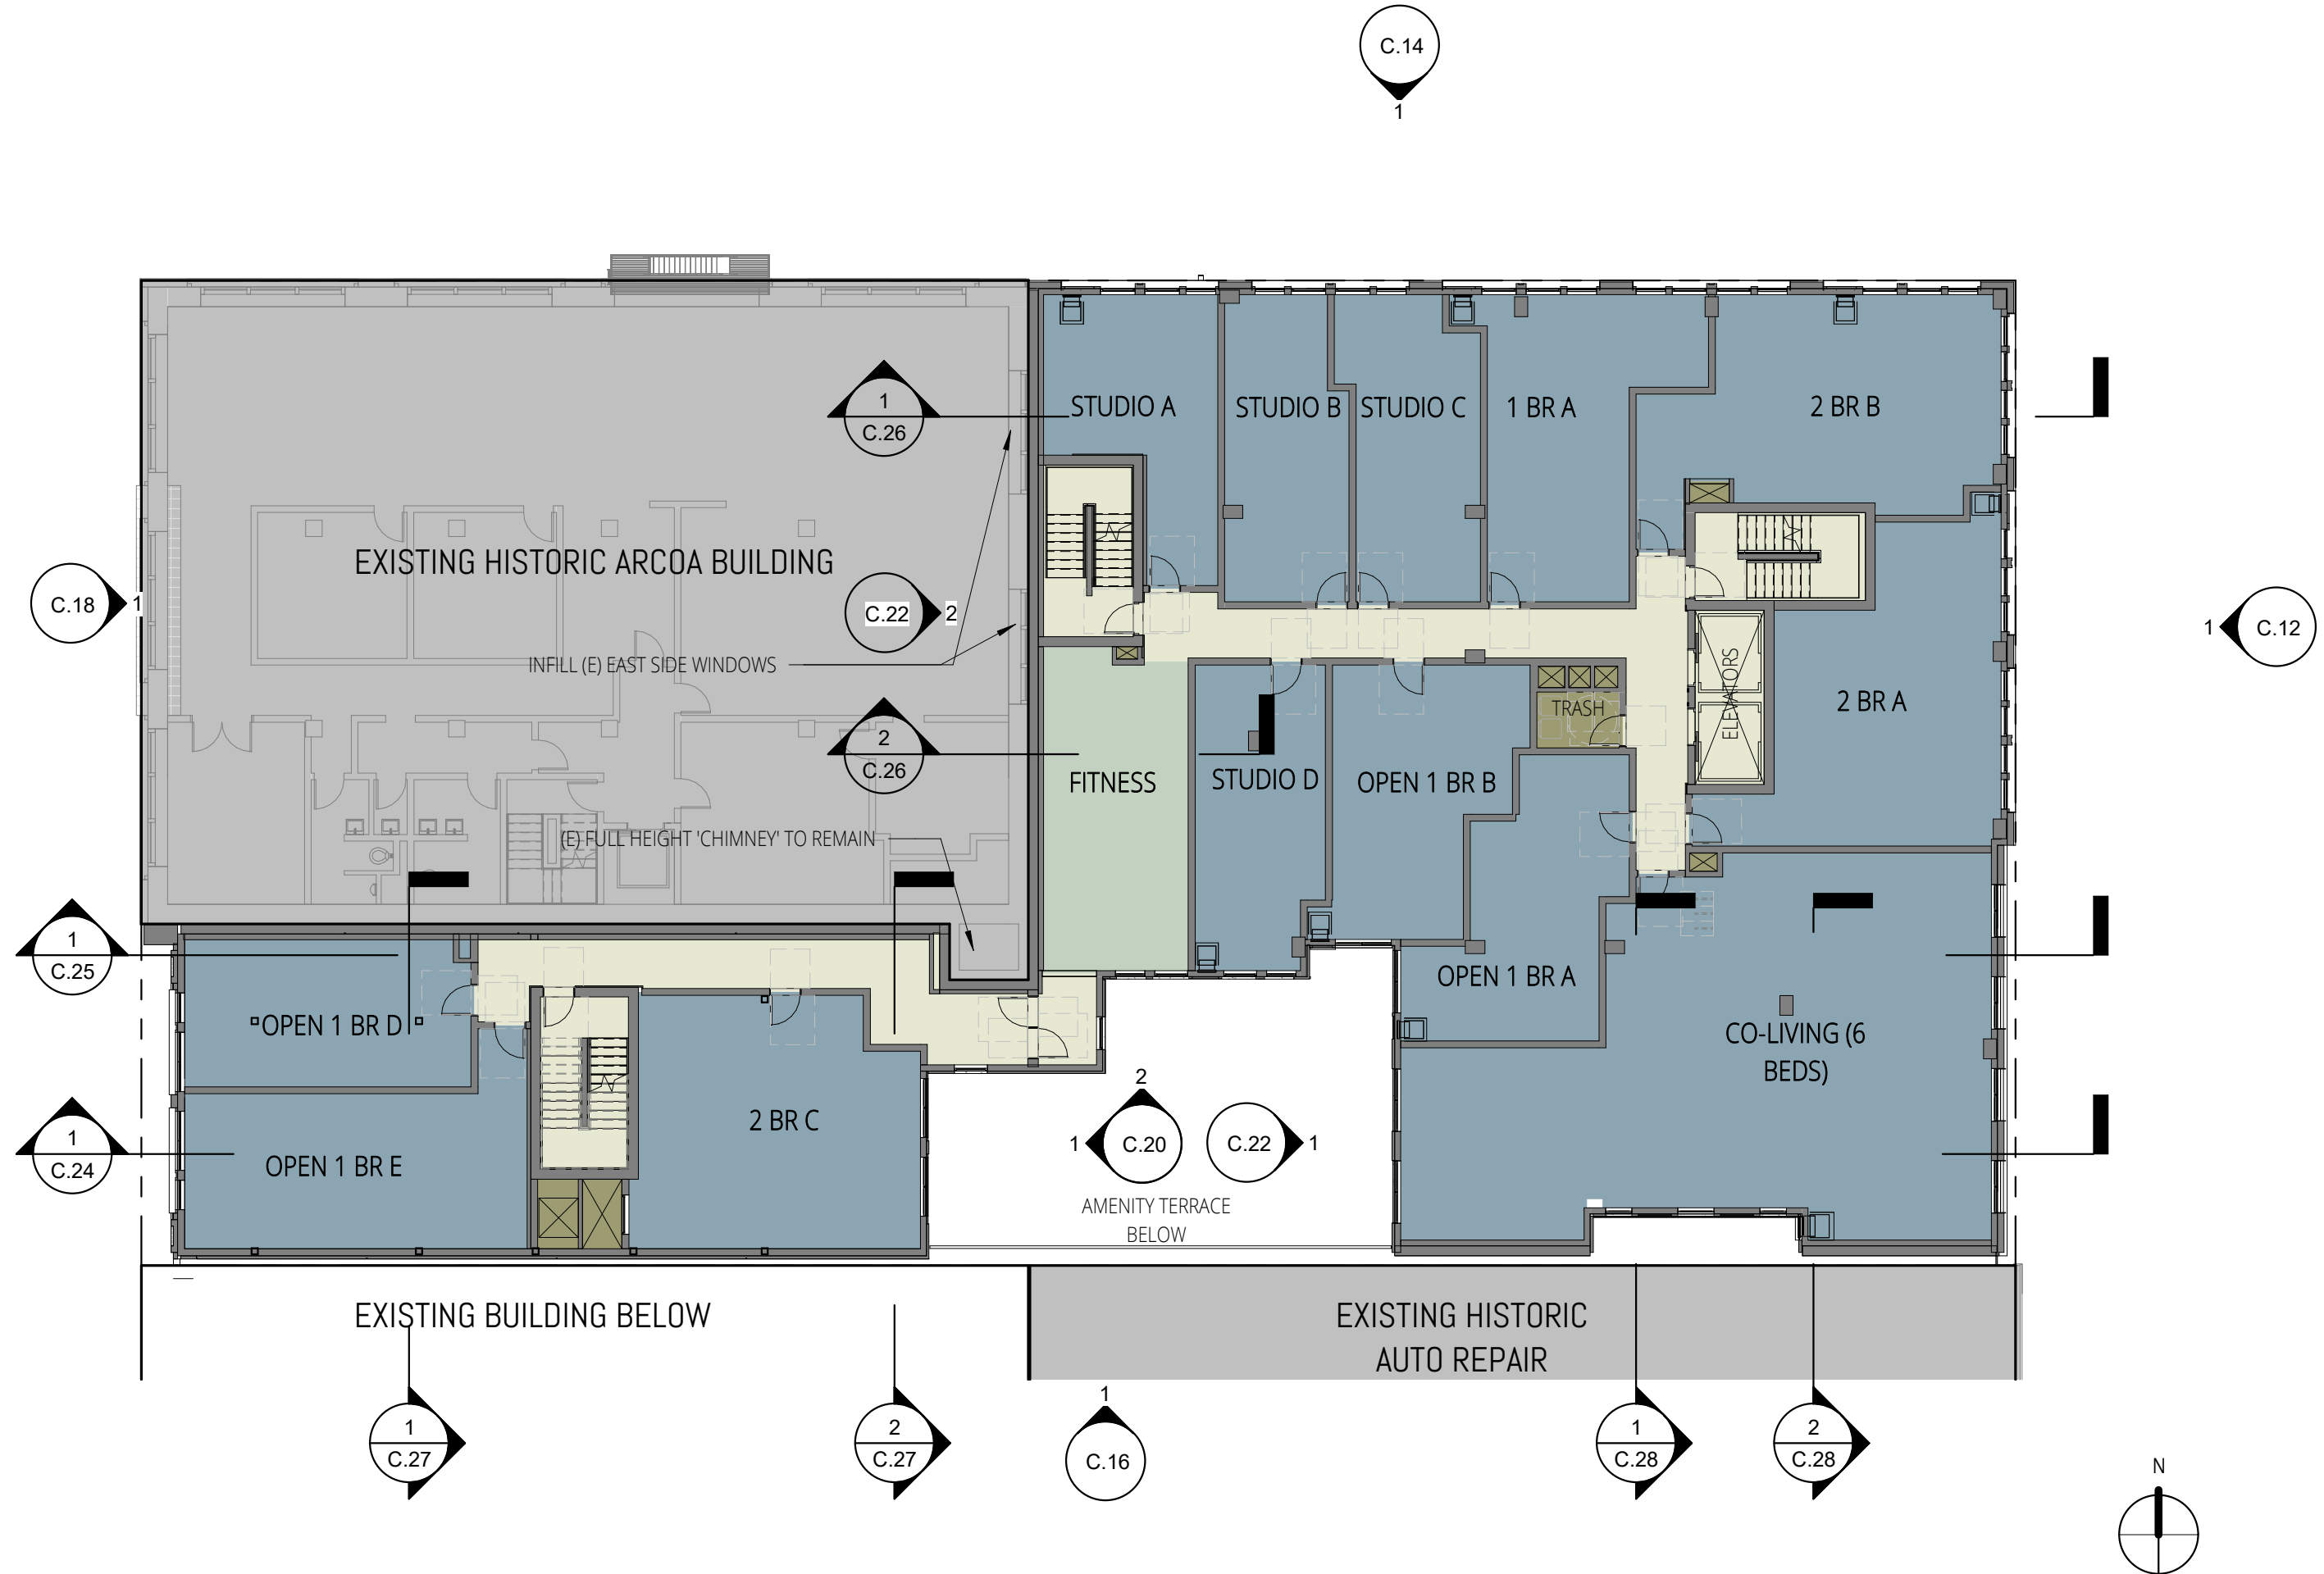 C.14
1
STUDIO A
STUDIO B
STUDIO C
1 BR A
2 BR B
1
C.26
EXISTING HISTORIC ARCOA BUILDING
C.18
1
C.22
2
1
C.12
INFILL (E) EAST SIDE WINDOWS
ELEVATORS
2 BR A
TRASH
2
C.26
FITNESS
STUDIO D
OPEN 1 BR B
(E) FULL HEIGHT 'CHIMNEY' TO REMAIN
1
C.25
OPEN 1 BR D
OPEN 1 BR A
CO-LIVING (6
BEDS)
2
1
C.20
C.22
1
1
C.24
2 BR C
OPEN 1 BR E
AMENITY TERRACE
BELOW
EXISTING BUILDING BELOW
EXISTING HISTORIC
AUTO REPAIR
1
C.27
2
C.27
1
C.16
1
C.28
2
C.28
N